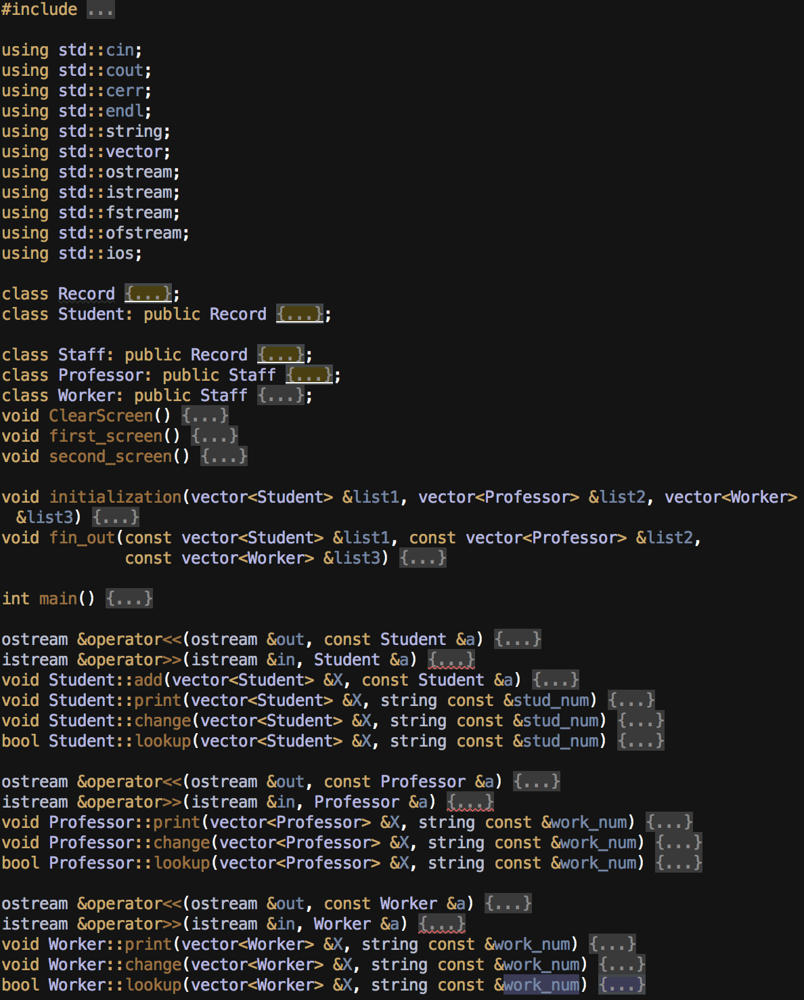 #include ...
using std::cin;
using std::cout;
using std::cerr;
using std::endl;
using std::string;
using std::vector;
using std::ostream;
using std::istream;
using std::fstream;
using std::ofstream;
using std::ios;
class Record {...};
class Student: public Record {...};
class Staff: public Record {...};
class Professor: public Staff {...};
class Worker: public Staff {...};
void ClearScreen() {...}
void first_screen() {...}
void second_screen() {...}
void initialization(vector<Student> &list1, vector<Professor> &list2, vector<Worker>
&list3) {...}
void fin_out(const vector<Student> &list1, const vector<Professor> &list2,
const vector<Worker> &list3) {...}
int main() {...}
ostream &operator<<(ostream &out, const Student &a) {...}
istream &operator>>(istream &in, Student &a) {...}
void Student::add(vector<Student> &X, const Student &a) {...}
void Student::print(vector<Student> &X, string const &stud_num) {...}
void Student::change(vector<Student> &X, string const &stud_num) {...}
bool Student::lookup(vector<Student> &X, string const &stud_num) {...}
ostream &operator<<(ostream &out, const Professor &a) {...}
istream &operator>>(istream &in, Professor &a) {...}
void Professor::print(vector<Professor> &X, string const &work_num) {...}
void Professor::change(vector<Professor> &X, string const &work_num) {...}
bool Professor::lookup(vector<Professor> &X, string const &work_num) {...}
ostream &operator<<(ostream &out, const Worker &a) {...}
istream &operator>>(istream &in, Worker &a) {...}
void Worker::print(vector<Worker> &X, string const &work_num) {...}
void Worker::change(vector<Worker> &X, string const &work_num) {...}
bool Worker::lookup(vector<Worker> &X, string const &work_num) {...}